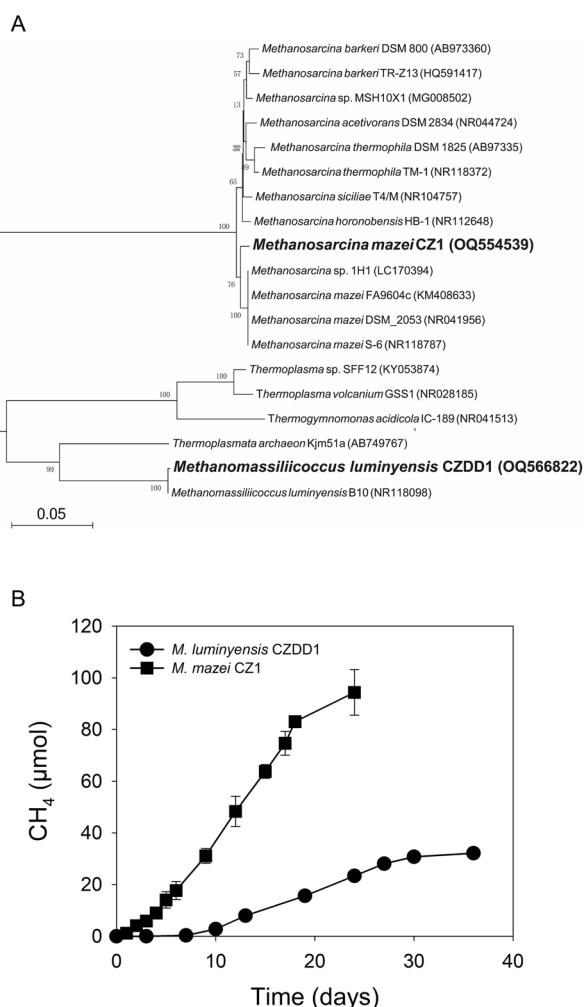 A
Methanosarcina barkeri DSM 800 (AB973360)
73
57
Methanosarcina barkeri TR-Z13 (HQ591417)
Methanosarcina sp. MSH10X1 (MG008502)
13
Methanosarcina acetivorans DSM 2834 (NR044724)
Methanosarcina thermophila DSM 1825 (AB97335)
Methanosarcina thermophila TM-1 (NR118372)
65
Methanosarcina siciliae T4/M (NR104757)
Methanosarcina horonobensis HB-1 (NR112648)
100
Methanosarcina mazei CZ1 (OQ554539)
Methanosarcina sp. 1H1 (LC170394)
76
Methanosarcina mazei FA9604c (KM408633)
100
Methanosarcina mazei DSM_2053 (NR041956)
Methanosarcina mazei S-6 (NR118787)
Thermoplasma sp. SFF12 (KY053874)
100
Thermoplasma volcanium GSS1 (NR028185)
100
Thermogymnomonas acidicola IC-189 (NR041513)
Thermoplasmata archaeon Kjm51a (AB749767)
99
Methanomassiliicoccus luminyensis CZDD1 (OQ566822)
100
Methanomassiliicoccus luminyensis B10 (NR118098)
0.05
B
120
M. luminyensis CZDD1
M. mazei CZ1
100
80
60
40
20
0
CH4 (μmol)
0 10 20 30 40
Time (days)